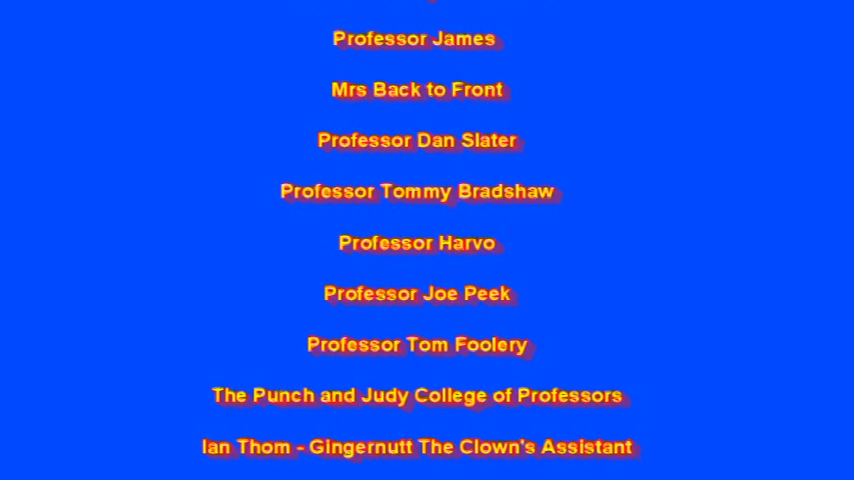 Professor James
Mrs Back to Front
Professor Dan Slater
Professor Tommy Bradshaw
Professor Harvo
Professor Joe Peek
Professor Tom Foolery
The Punch and Judy College of Professors
Ian Thom - Gingernutt The Clown's Assistant